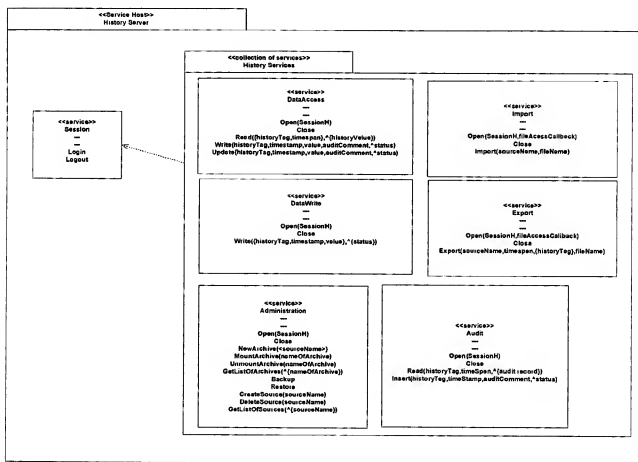 <<Service Host>>
History Server
<<collection of services>>
History Services
<<service>>
Session
---
---
Login
Logout
<<service>>
DataAccess
---
---
Open(SessionH)
Close
Read({historyTag,timespan},^{historyValue})
Write(historyTag,timestamp,value,auditComment,^status)
Update(historyTag,timestamp,value,auditComment,^status)
<<service>>
Import
---
---
Open(SessionH,fileAcessCallback)
Close
Import(sourceName,fileName)
<<service>>
DataWrite
---
---
Open(SessionH)
Close
Write({historyTag,timestamp,value},^{status})
<<service>>
Export
---
---
Open(SessionH,fileAccessCallback)
Close
Export(sourceName,timespan,{historyTag},fileName)
<<service>>
Administration
---
---
Open(SessionH)
Close
NewArchive(<sourceName>)
MountArchive(nameOfArchive)
UnmountArchive(nameOfArchive)
GetListOfArchives(^{nameOfArchive})
Backup
Restore
CreateSource(sourceName)
DeleteSource(sourceName)
GetListOfSources(^{sourceName})
<<service>>
Audit
---
---
Open(SessionH)
Close
Read(historyTag,timeSpan,^{audit record})
Insert(historyTag,timeStamp,auditComment,^status)